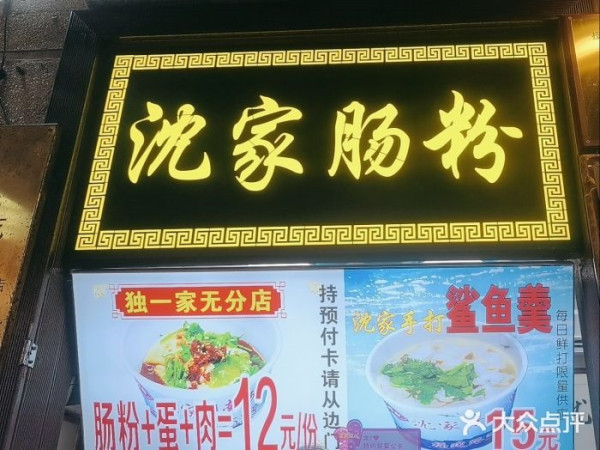 沈家肠粉
独一家无分店
肠粉+蛋+肉=12元/份
持预付卡请从边门
沈家手打鲨鱼羹
每日鲜打限量供
15元
大众点评